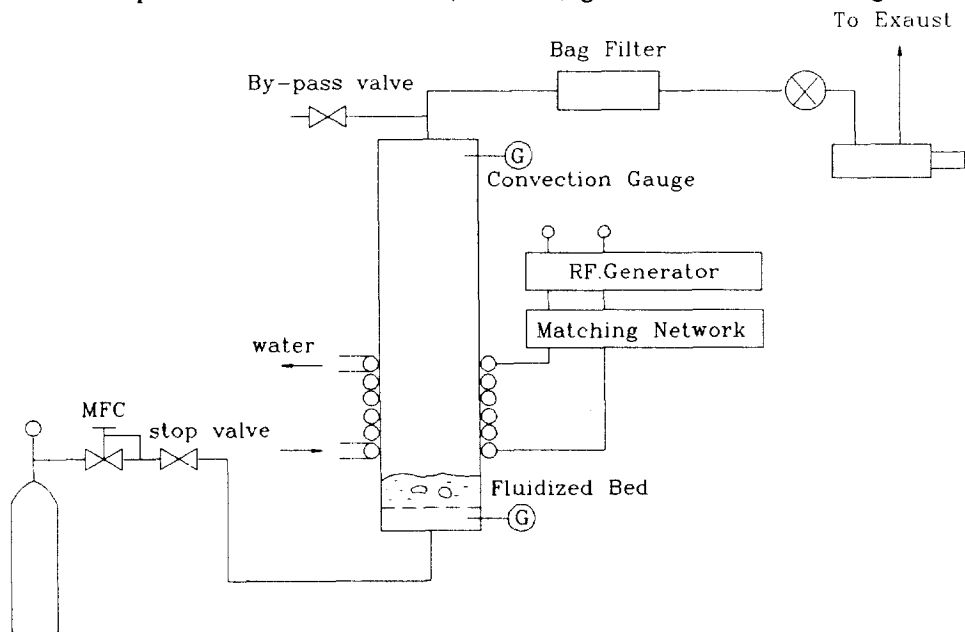 To Exaust
Bag Filter
By-pass valve
G
Convection Gauge
RF.Generator
Matching Network
water
MFC
stop valve
Fluidized Bed
G